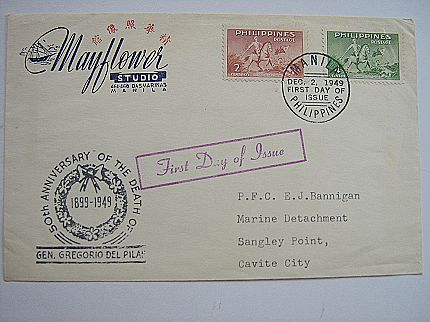 Mayflower
STUDIO
DASMARIÑAS
MANILA
PHILIPPINES
POSTAGE
2
PHILIPPINES
POSTAGE
MANILA
DEC. 2, 1949
FIRST DAY OF
ISSUE
PHILIPPINES
First Day of Issue
50th ANNIVERSARY OF THE DEATH OF
1899-1949
GEN. GREGORIO DEL PILAR
P.F.C. E.J.Bannigan
Marine Detachment
Sangley Point,
Cavite City